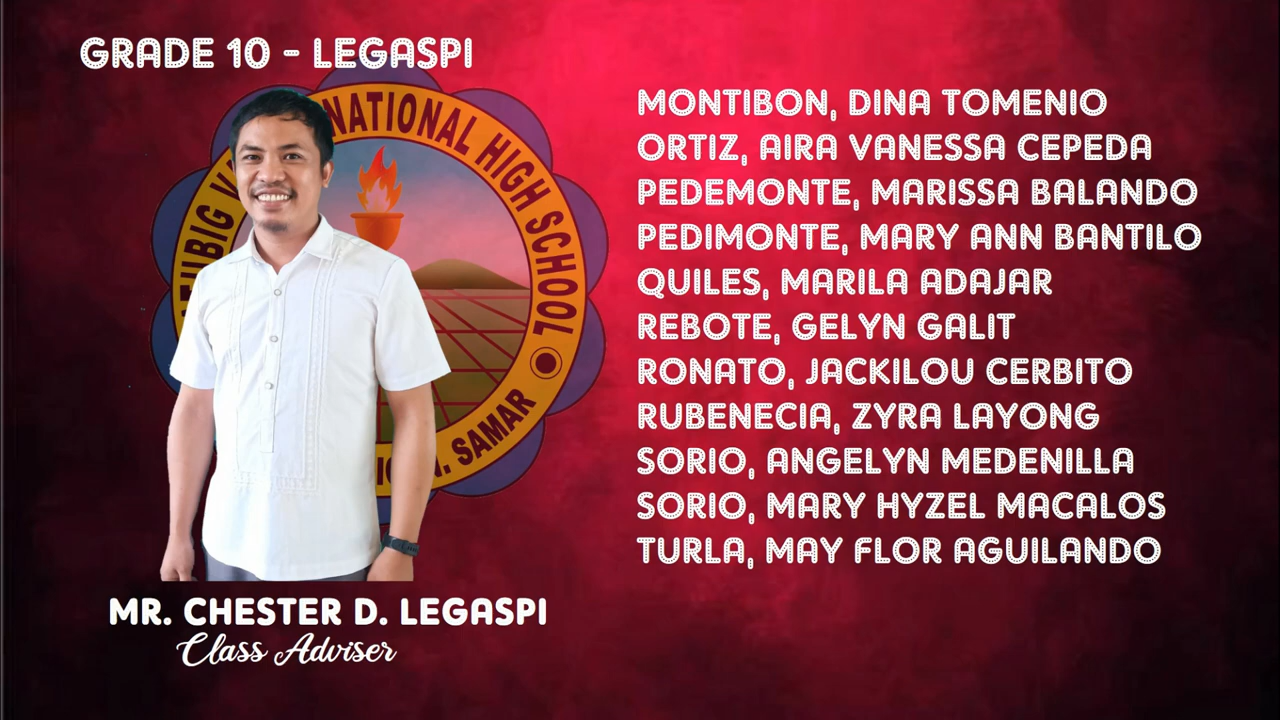 GRADE 10 - LEGASPI
NATIONAL HIGH SCHOOL
SAMAR
MONTIBON, DINA TOMENIO
ORTIZ, AIRA VANESSA CEPEDA
PEDEMONTE, MARISSA BALANDO
PEDIMONTE, MARY ANN BANTILO
QUILES, MARILA ADAJAR
REBOTE, GELYN GALIT
RONATO, JACKILOU CERBITO
RUBENECIA, ZYRA LAYONG
SORIO, ANGELYN MEDENILLA
SORIO, MARY HYZEL MACALOS
TURLA, MAY FLOR AGUILANDO
MR. CHESTER D. LEGASPI
Class Adviser